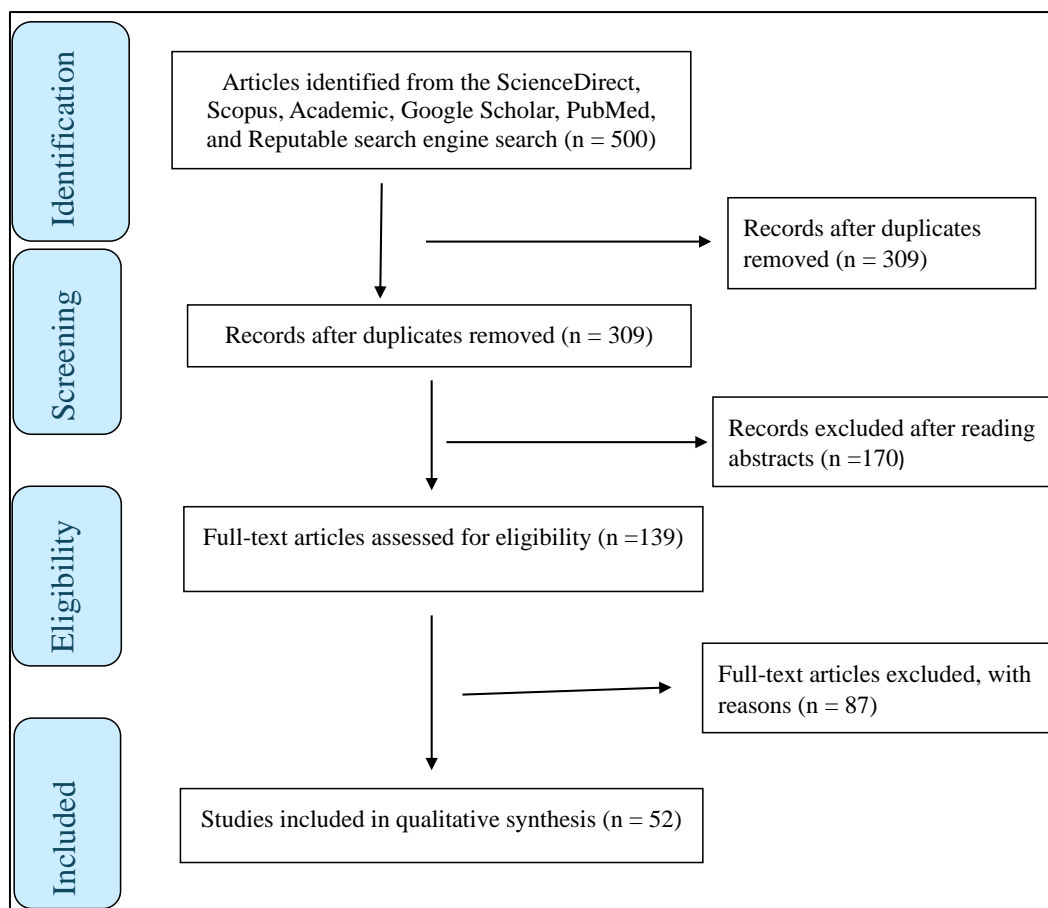 Identification
Articles identified from the ScienceDirect,
Scopus, Academic, Google Scholar, PubMed,
and Reputable search engine search (n = 500)
Records after duplicates
removed (n = 309)
Screening
Records after duplicates removed (n = 309)
Records excluded after reading
abstracts (n =170)
Eligibility
Full-text articles assessed for eligibility (n =139)
Full-text articles excluded, with
reasons (n = 87)
Included
Studies included in qualitative synthesis (n = 52)